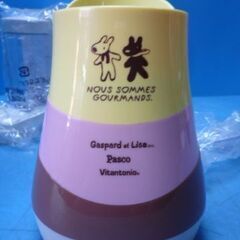 NOUS SOMMES
GOURMANDS.
Gaspard et Lisa
Pasco
Vitantonio